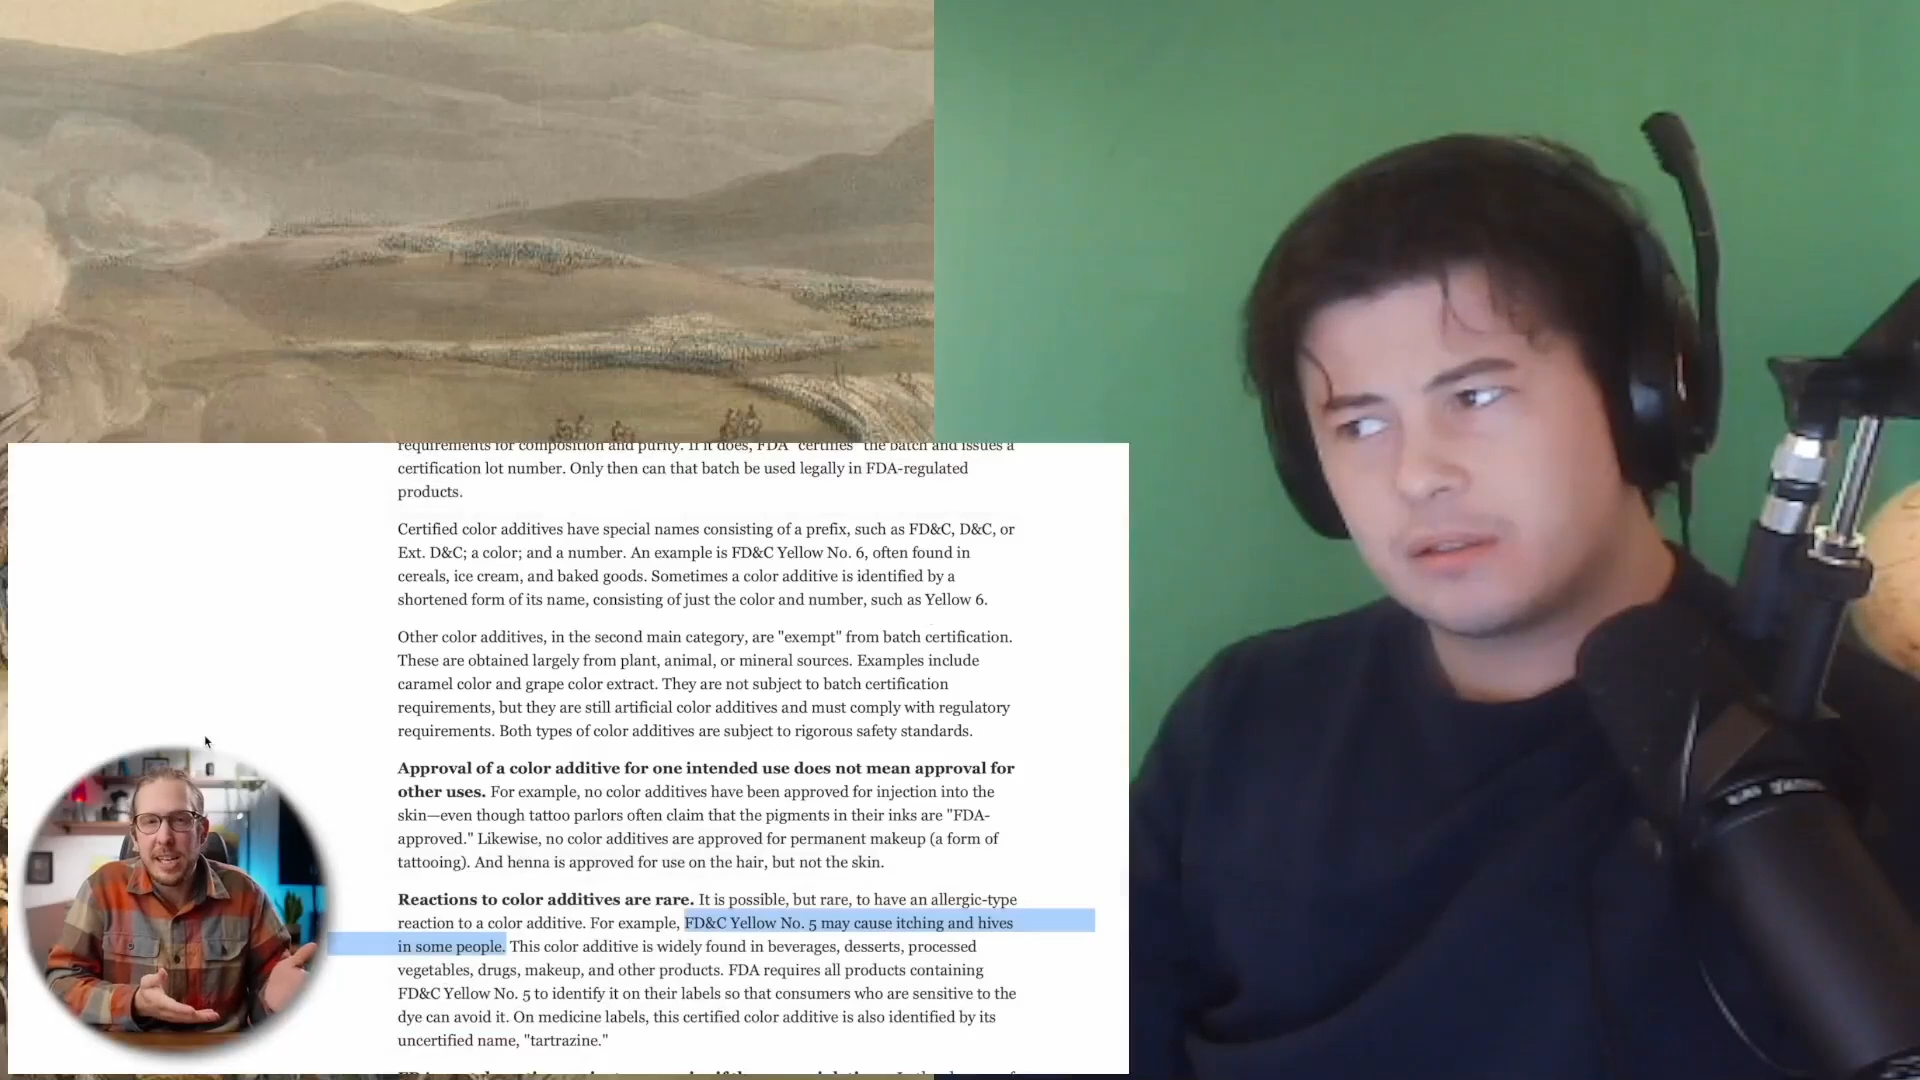 requirements for composition and purity. If it does, FDA "certifies" the batch and issues a
certification lot number. Only then can that batch be used legally in FDA-regulated
products.
Certified color additives have special names consisting of a prefix, such as FD&C, D&C, or
Ext. D&C; a color; and a number. An example is FD&C Yellow No. 6, often found in
cereals, ice cream, and baked goods. Sometimes a color additive is identified by a
shortened form of its name, consisting of just the color and number, such as Yellow 6.
Other color additives, in the second main category, are "exempt" from batch certification.
These are obtained largely from plant, animal, or mineral sources. Examples include
caramel color and grape color extract. They are not subject to batch certification
requirements, but they are still artificial color additives and must comply with regulatory
requirements. Both types of color additives are subject to rigorous safety standards.
Approval of a color additive for one intended use does not mean approval for
other uses. For example, no color additives have been approved for injection into the
skin—even though tattoo parlors often claim that the pigments in their inks are "FDA-
approved." Likewise, no color additives are approved for permanent makeup (a form of
tattooing). And henna is approved for use on the hair, but not the skin.
Reactions to color additives are rare. It is possible, but rare, to have an allergic-type
reaction to a color additive. For example, FD&C Yellow No. 5 may cause itching and hives
in some people. This color additive is widely found in beverages, desserts, processed
vegetables, drugs, makeup, and other products. FDA requires all products containing
FD&C Yellow No. 5 to identify it on their labels so that consumers who are sensitive to the
dye can avoid it. On medicine labels, this certified color additive is also identified by its
uncertified name, "tartrazine."